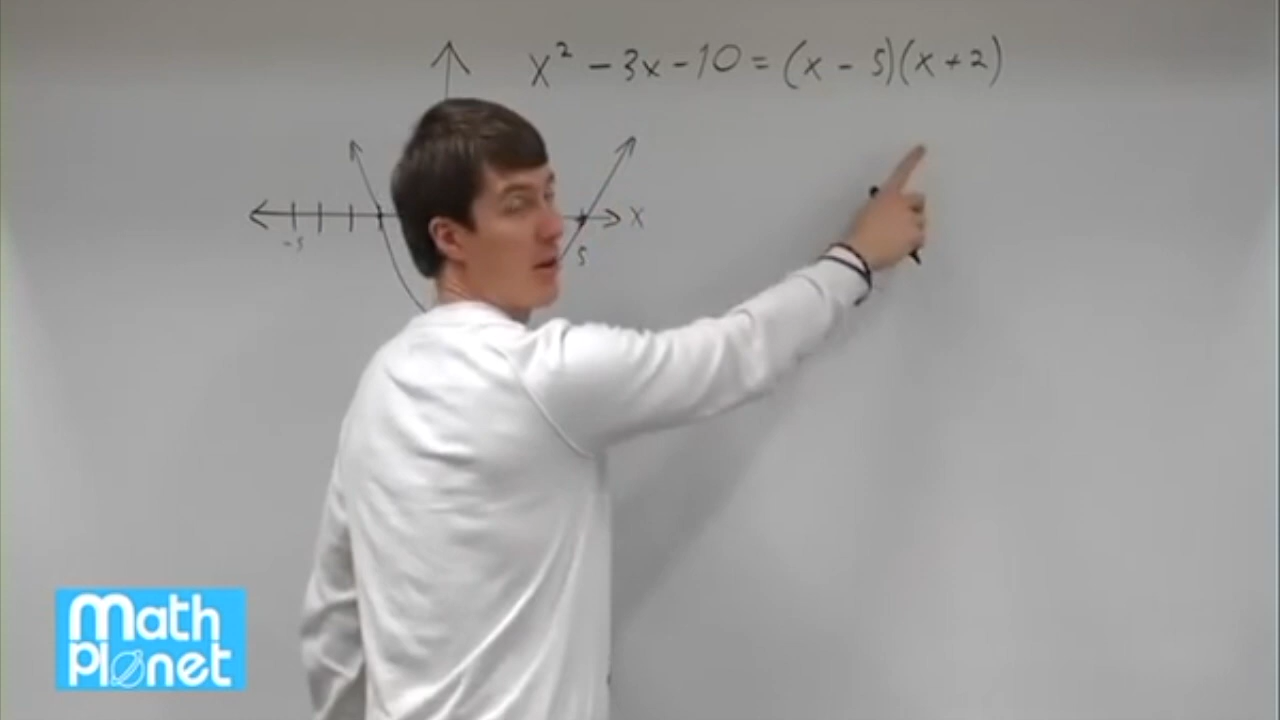 x² - 3x - 10 = (x - 5)(x + 2)
x
-5
5
Math
Planet